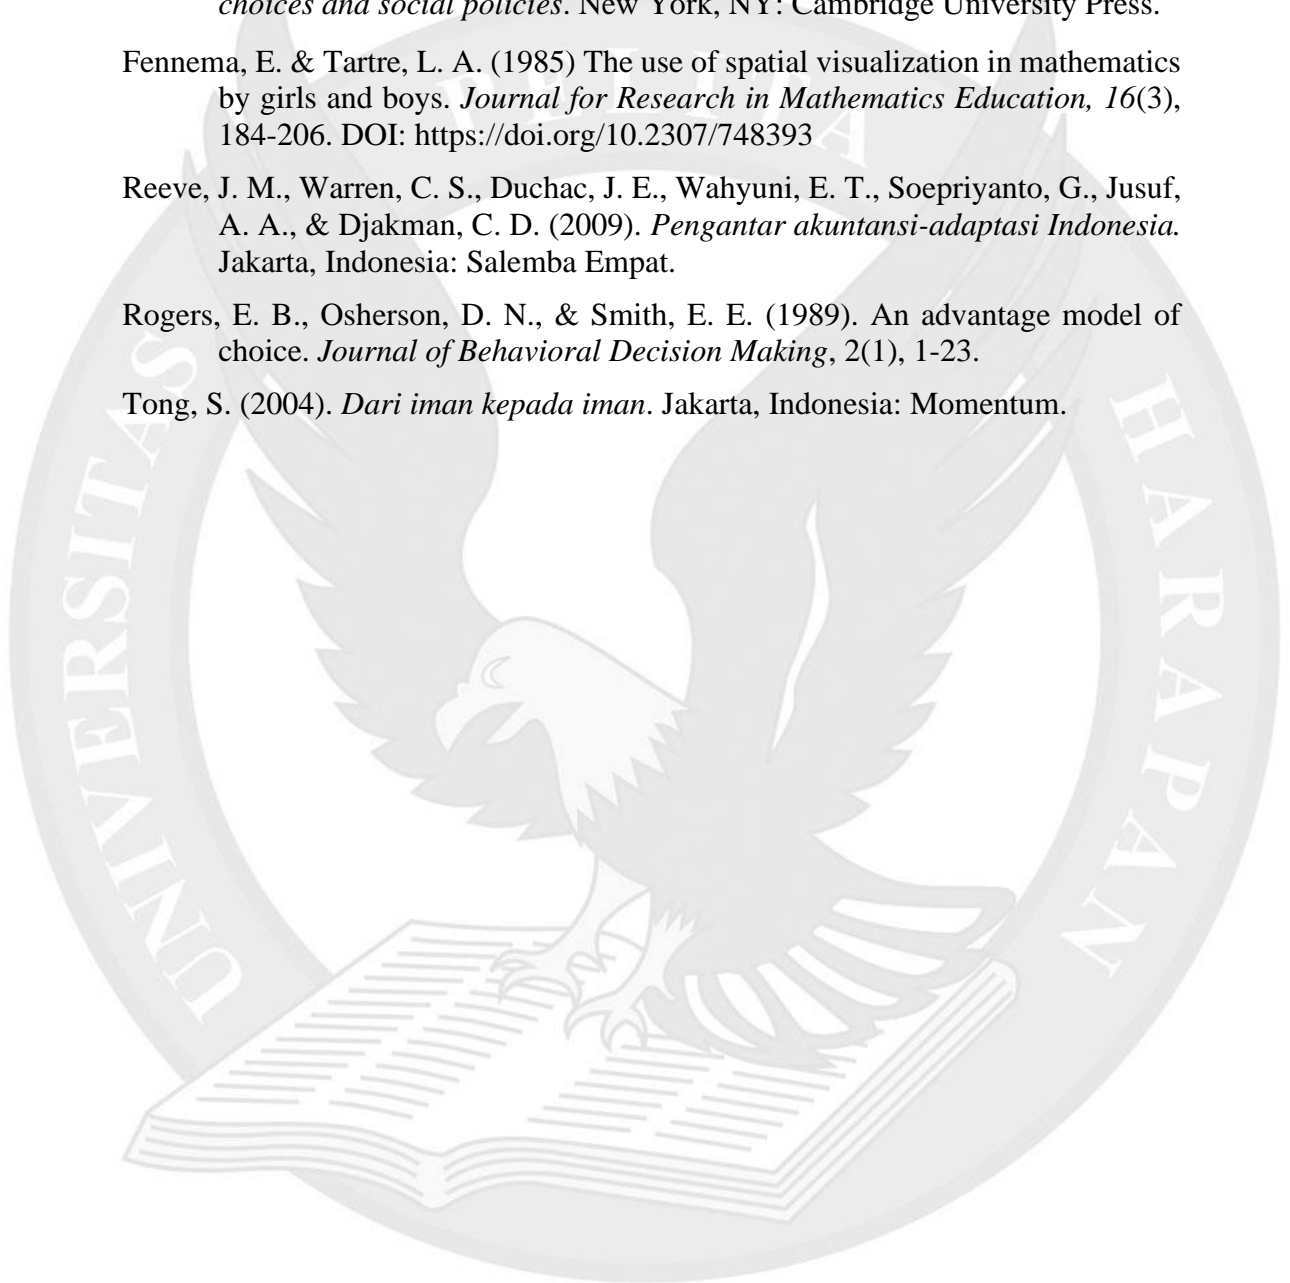 choices and social policies. New York, NY: Cambridge University Press.
Fennema, E. & Tartre, L. A. (1985) The use of spatial visualization in mathematics
by girls and boys. Journal for Research in Mathematics Education, 16(3),
184-206. DOI: https://doi.org/10.2307/748393
Reeve, J. M., Warren, C. S., Duchac, J. E., Wahyuni, E. T., Soepriyanto, G., Jusuf,
A. A., & Djakman, C. D. (2009). Pengantar akuntansi-adaptasi Indonesia.
Jakarta, Indonesia: Salemba Empat.
Rogers, E. B., Osherson, D. N., & Smith, E. E. (1989). An advantage model of
choice. Journal of Behavioral Decision Making, 2(1), 1-23.
Tong, S. (2004). Dari iman kepada iman. Jakarta, Indonesia: Momentum.
UNIVERSITAS PELITA HARAPAN